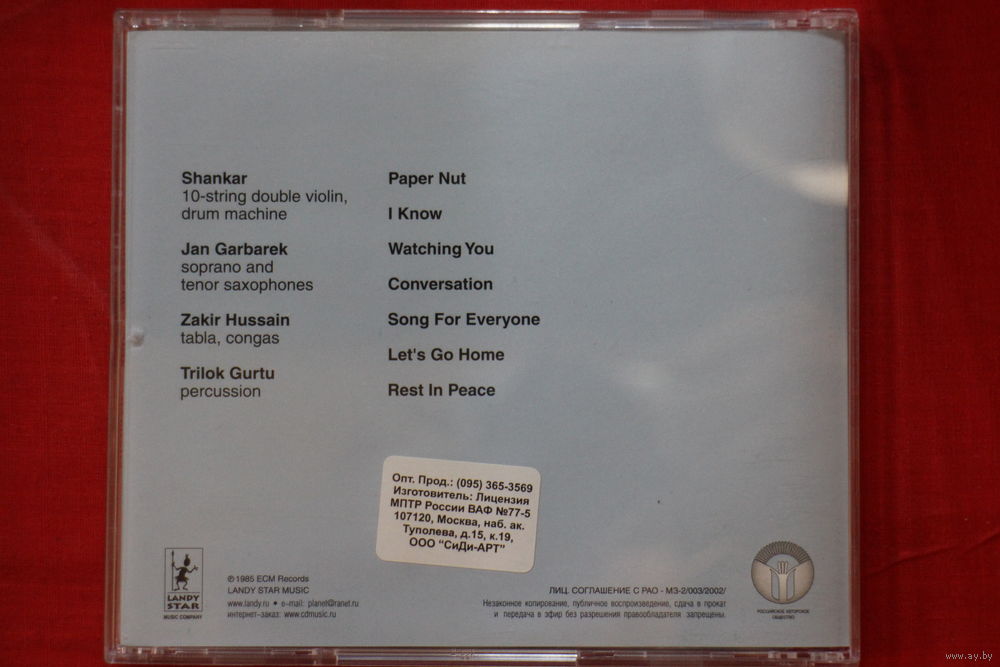 Shankar
10-string double violin,
drum machine
Jan Garbarek
soprano and
tenor saxophones
Zakir Hussain
tabla, congas
Trilok Gurtu
percussion
Paper Nut
I Know
Watching You
Conversation
Song For Everyone
Let's Go Home
Rest In Peace
Опт. Прод.: (095) 365-3569
Изготовитель: Лицензия
МПТР России ВАФ №77-5
107120, Москва, наб. ак.
Туполева, д.15, к.19,
ООО "СиДи-АРТ"
LANDY
STAR
MUSIC COMPANY
℗ 1985 ECM Records
LANDY STAR MUSIC
www.landy.ru • e-mail: planet@ranet.ru
интернет-заказ: www.cdmusic.ru
ЛИЦ. СОГЛАШЕНИЕ С РАО - МЗ-2/003/2002/
Незаконное копирование, публичное воспроизведение, сдача в прокат
и передача в эфир без разрешения правообладателя запрещены.
РОССИЙСКОЕ АВТОРСКОЕ
ОБЩЕСТВО
www.ay.by